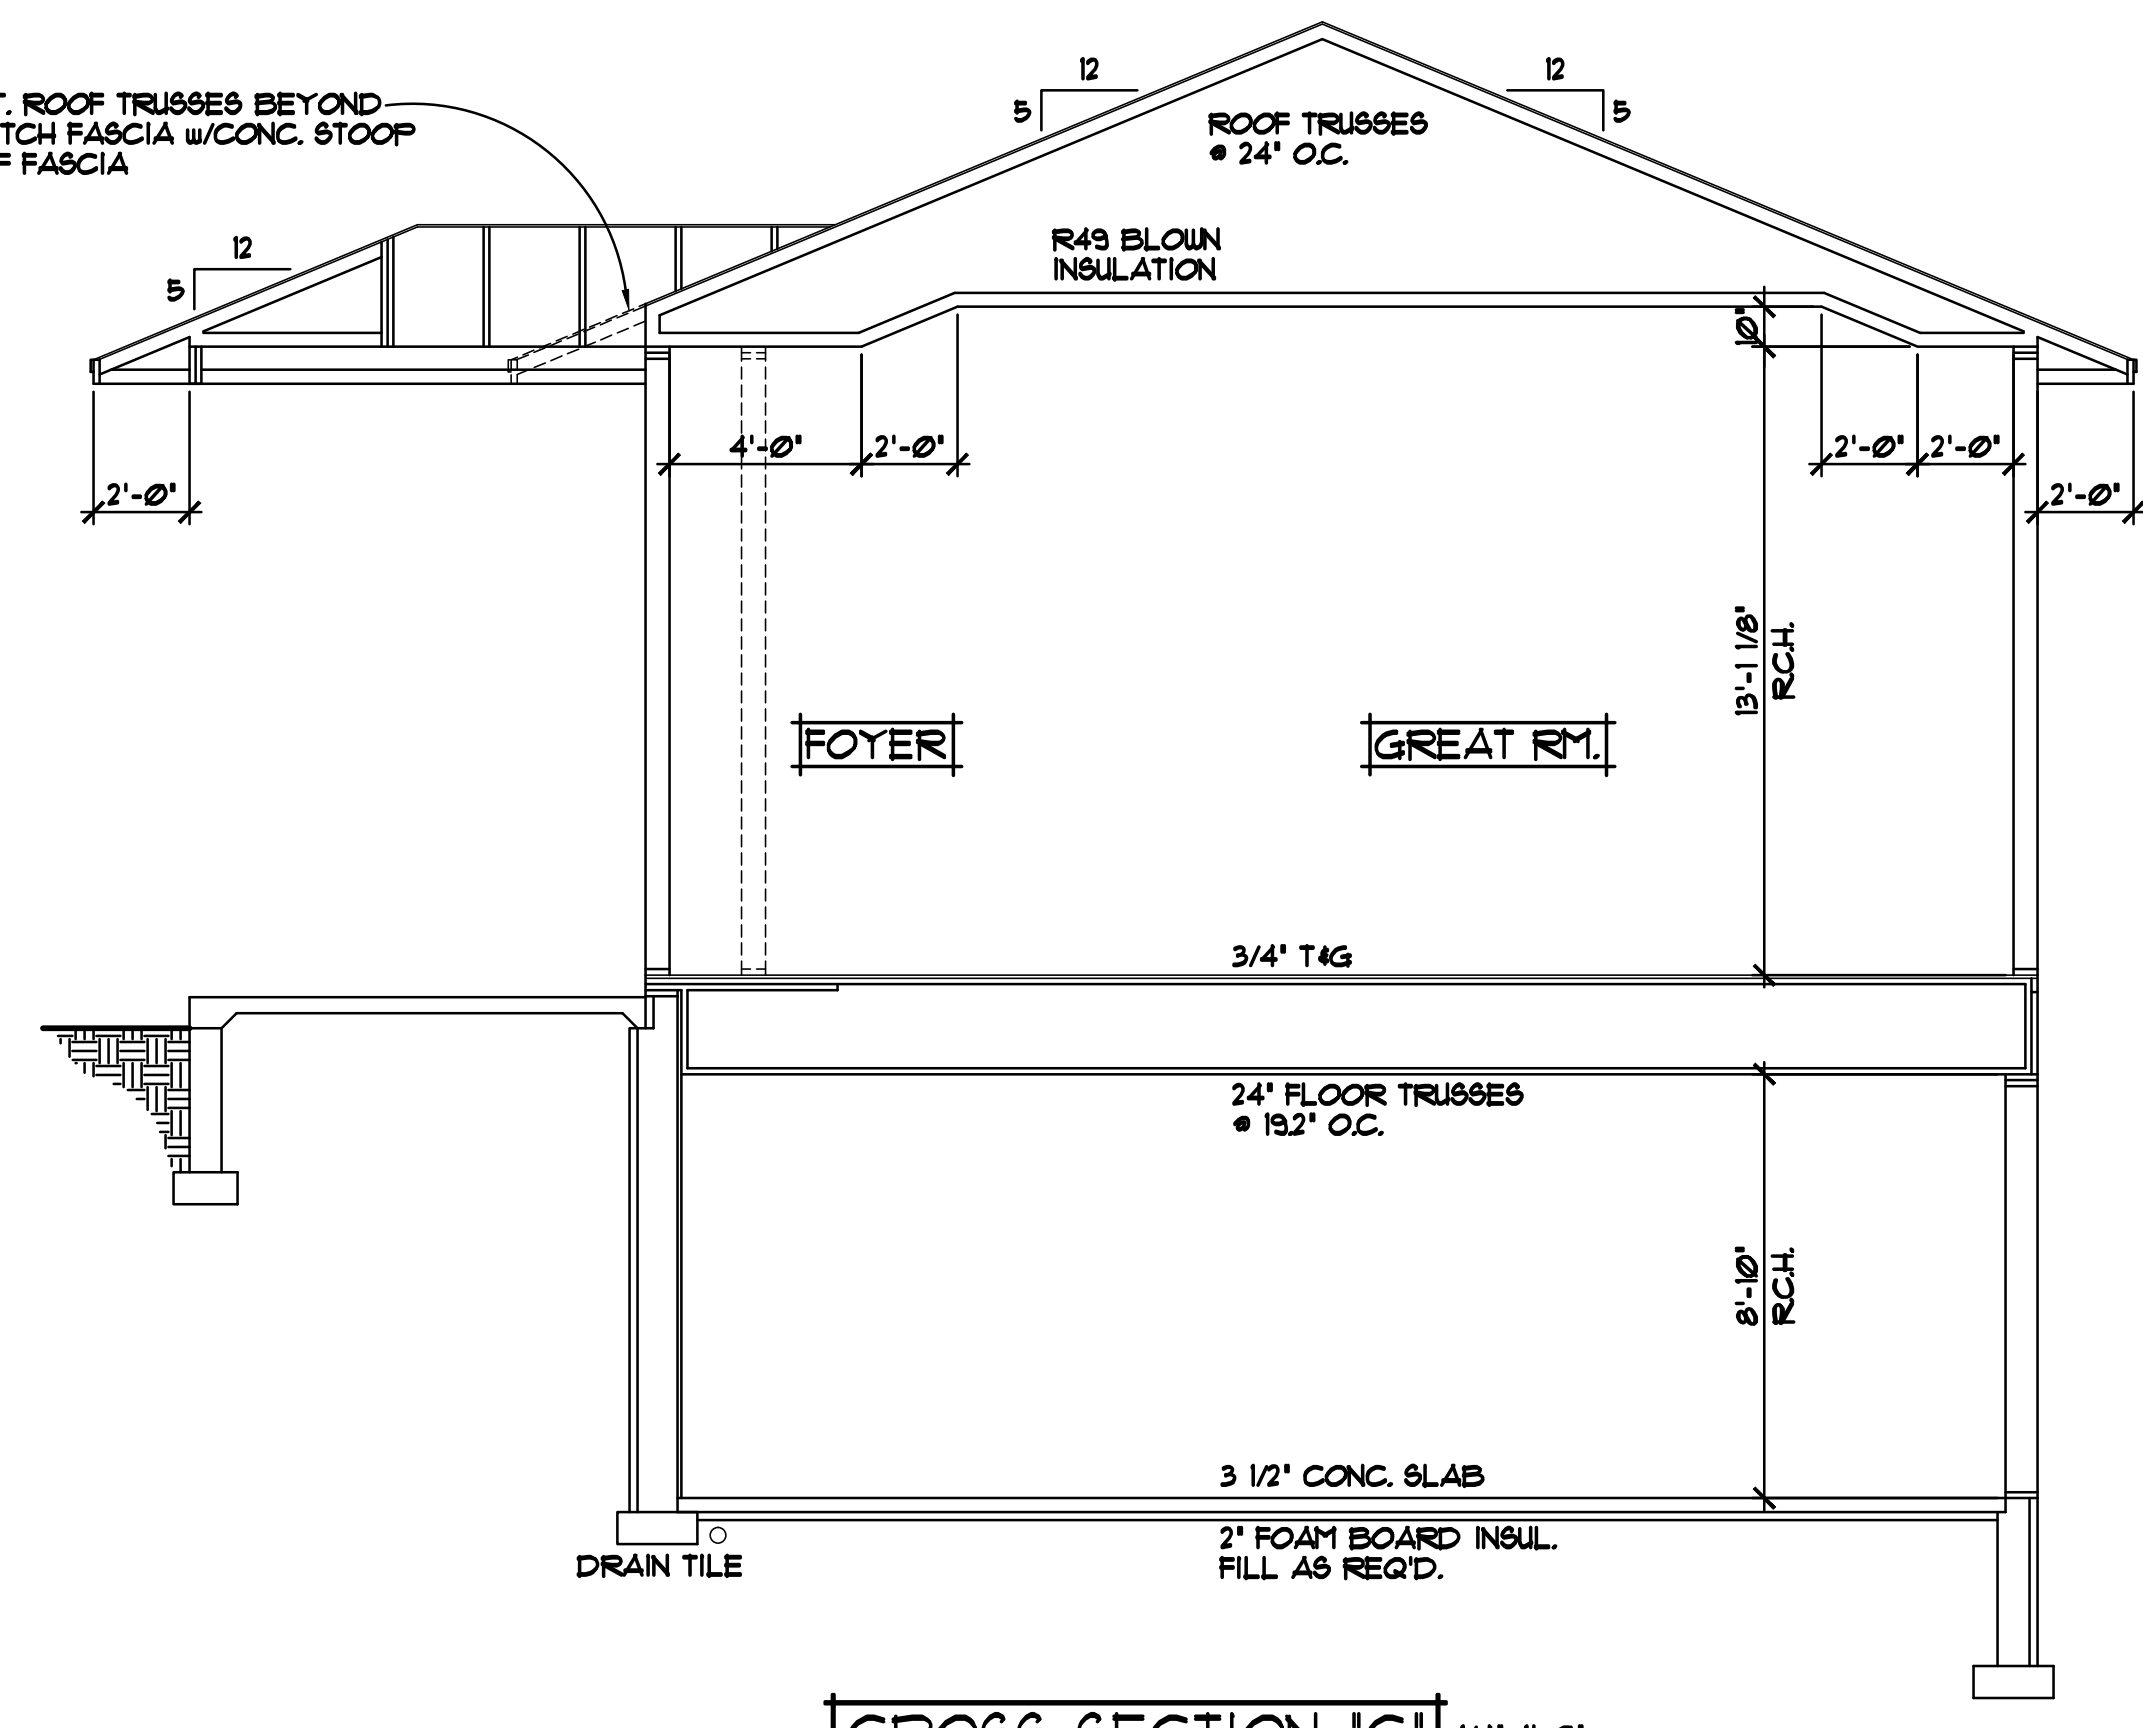 12
12
5
5
. ROOF TRUSSES BEYOND
TCH FASCIA w/CONC. STOOP
F FASCIA
ROOF TRUSSES
@ 24" O.C.
R49 BLOWN
INSULATION
12
5
10"
4'-0"
2'-0"
2'-0"
2'-0"
2'-0"
2'-0"
13'-1 1/8"
R.C.H.
FOYER
GREAT RM.
3/4" T&G
24" FLOOR TRUSSES
@ 19.2" O.C.
8'-10"
R.C.H.
3 1/2" CONC. SLAB
2" FOAM BOARD INSUL.
FILL AS REQ'D.
DRAIN TILE
CROSS SECTION "C"